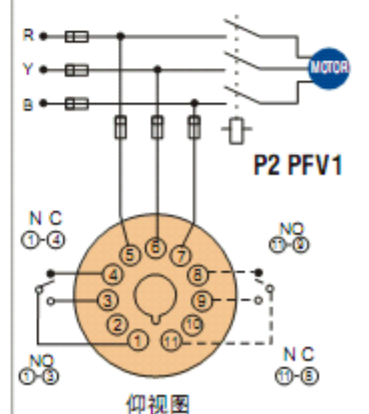 R
Y
B
MOTOR
P2 PFV1
N C
①-④
NO
⑪-⑨
5 6 7
4 8
3 9
2 10
1 11
NO
①-③
N C
⑪-⑧
仰视图